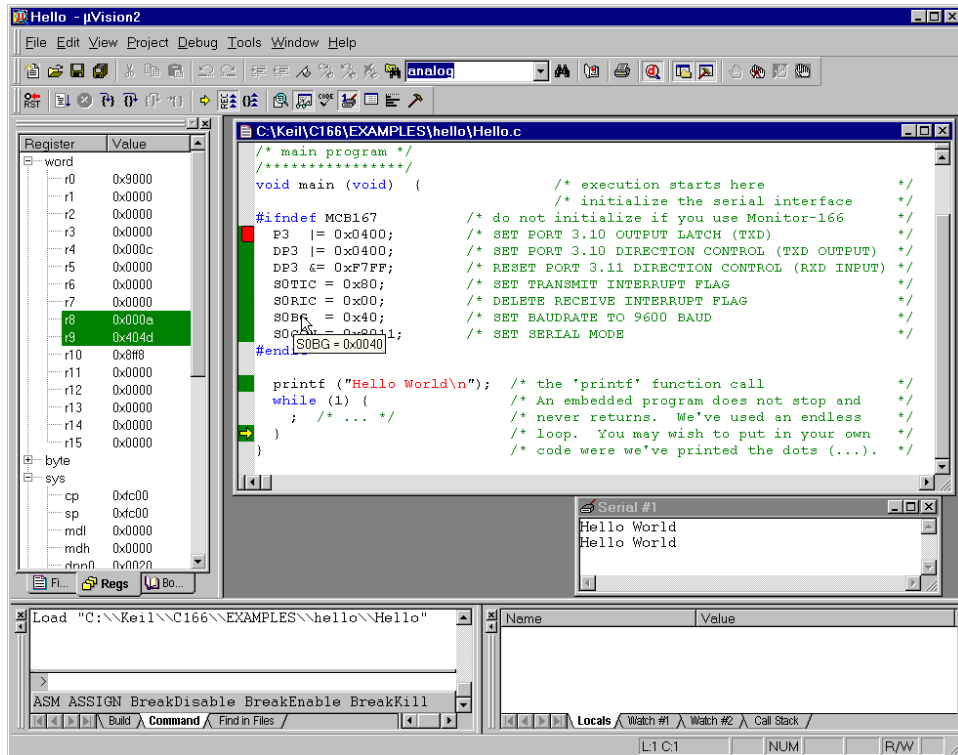 Hello - µVision2
File Edit View Project Debug Tools Window Help
analog
RST
CODE
Register Value
word
r0 0x9000
r1 0x0000
r2 0x0000
r3 0x0000
r4 0x000c
r5 0x0000
r6 0x0000
r7 0x0000
r8 0x000a
r9 0x404d
r10 0x8ff8
r11 0x0000
r12 0x0000
r13 0x0000
r14 0x0000
r15 0x0000
byte
sys
cp 0xfc00
sp 0xfc00
mdl 0x0000
mdh 0x0000
dpp0 0x0020
Fi... Regs Bo...
C:\Keil\C166\EXAMPLES\hello\Hello.c
/* main program */
/*****************/
void main (void) { /* execution starts here */
/* initialize the serial interface */
#ifndef MCB167 /* do not initialize if you use Monitor-166 */
P3 |= 0x0400; /* SET PORT 3.10 OUTPUT LATCH (TXD) */
DP3 |= 0x0400; /* SET PORT 3.10 DIRECTION CONTROL (TXD OUTPUT) */
DP3 &= 0xF7FF; /* RESET PORT 3.11 DIRECTION CONTROL (RXD INPUT) */
S0TIC = 0x80; /* SET TRANSMIT INTERRUPT FLAG */
S0RIC = 0x00; /* DELETE RECEIVE INTERRUPT FLAG */
S0BG = 0x40; /* SET BAUDRATE TO 9600 BAUD */
S0CON = 0x8011; /* SET SERIAL MODE */
S0BG = 0x0040
#endif
printf ("Hello World\n"); /* the 'printf' function call */
while (1) { /* An embedded program does not stop and */
; /* ... */ /* never returns. We've used an endless */
} /* loop. You may wish to put in your own */
} /* code were we've printed the dots (...). */
Serial #1
Hello World
Hello World
Load "C:\\Keil\\C166\\EXAMPLES\\hello\\Hello"
>
ASM ASSIGN BreakDisable BreakEnable BreakKill
Build Command Find in Files
Name Value
Locals Watch #1 Watch #2 Call Stack
L:1 C:1 NUM R/W